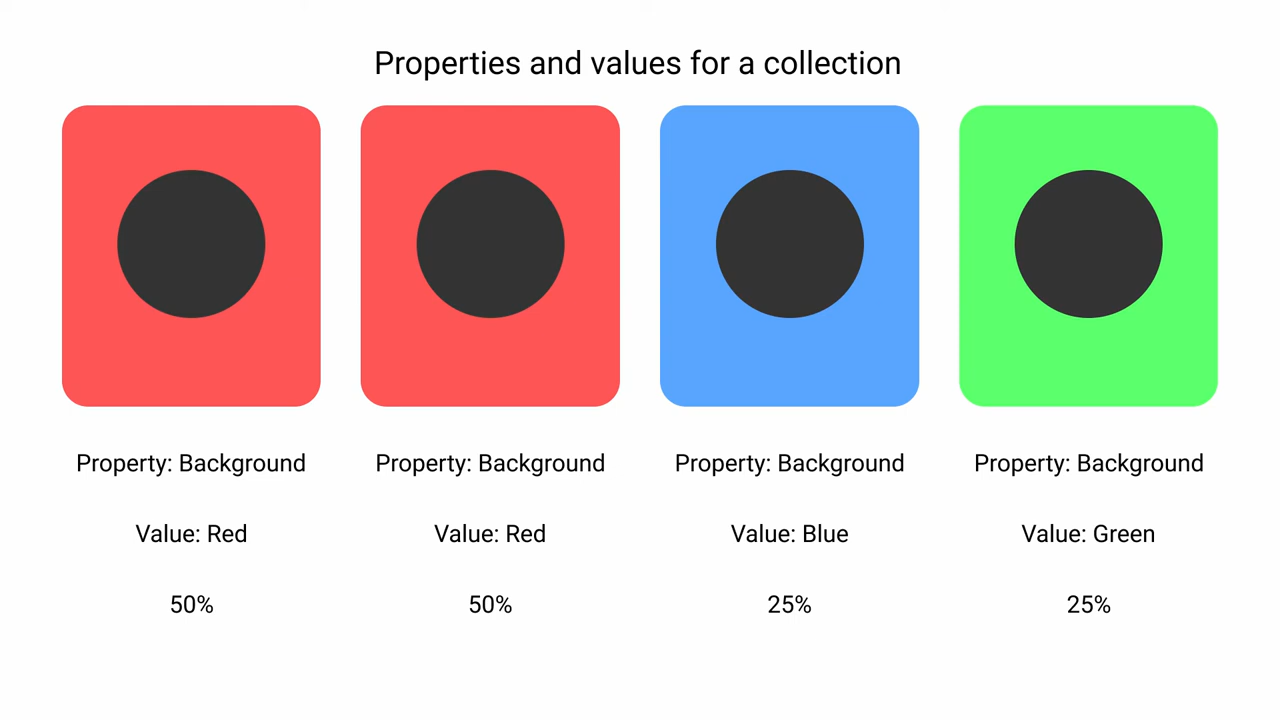 Properties and values for a collection
Property: Background
Value: Red
50%
Property: Background
Value: Red
50%
Property: Background
Value: Blue
25%
Property: Background
Value: Green
25%